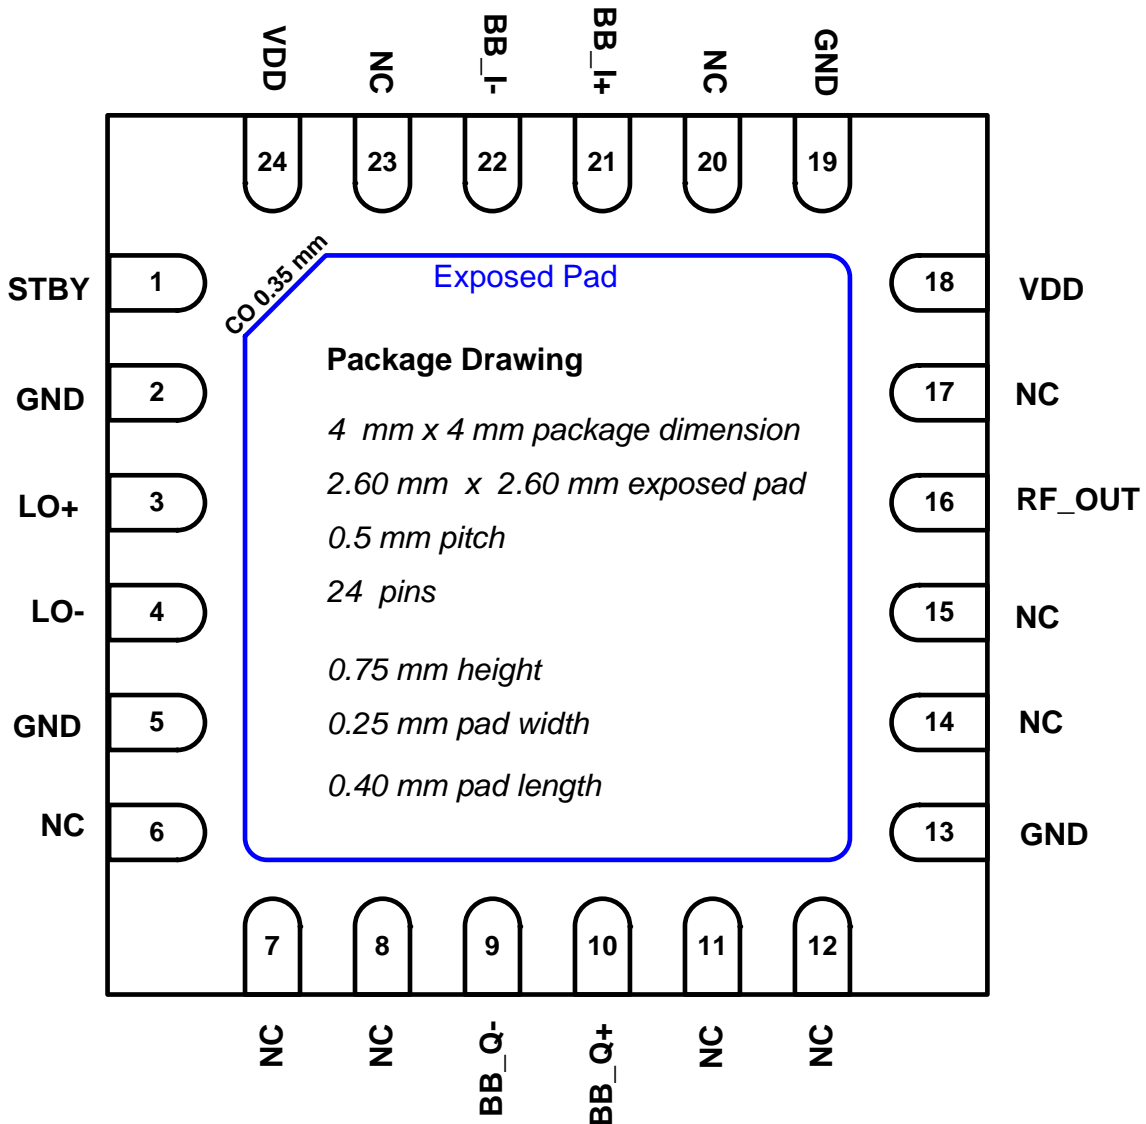 VDD
NC
BB_I-
BB_I+
NC
GND
24
23
22
21
20
19
STBY
1
GND
2
LO+
3
LO-
4
GND
5
NC
6
CO 0.35 mm
Exposed Pad
Package Drawing
4 mm x 4 mm package dimension
2.60 mm x 2.60 mm exposed pad
0.5 mm pitch
24 pins
0.75 mm height
0.25 mm pad width
0.40 mm pad length
18
VDD
17
NC
16
RF_OUT
15
NC
14
NC
13
GND
7
8
9
10
11
12
NC
NC
BB_Q-
BB_Q+
NC
NC